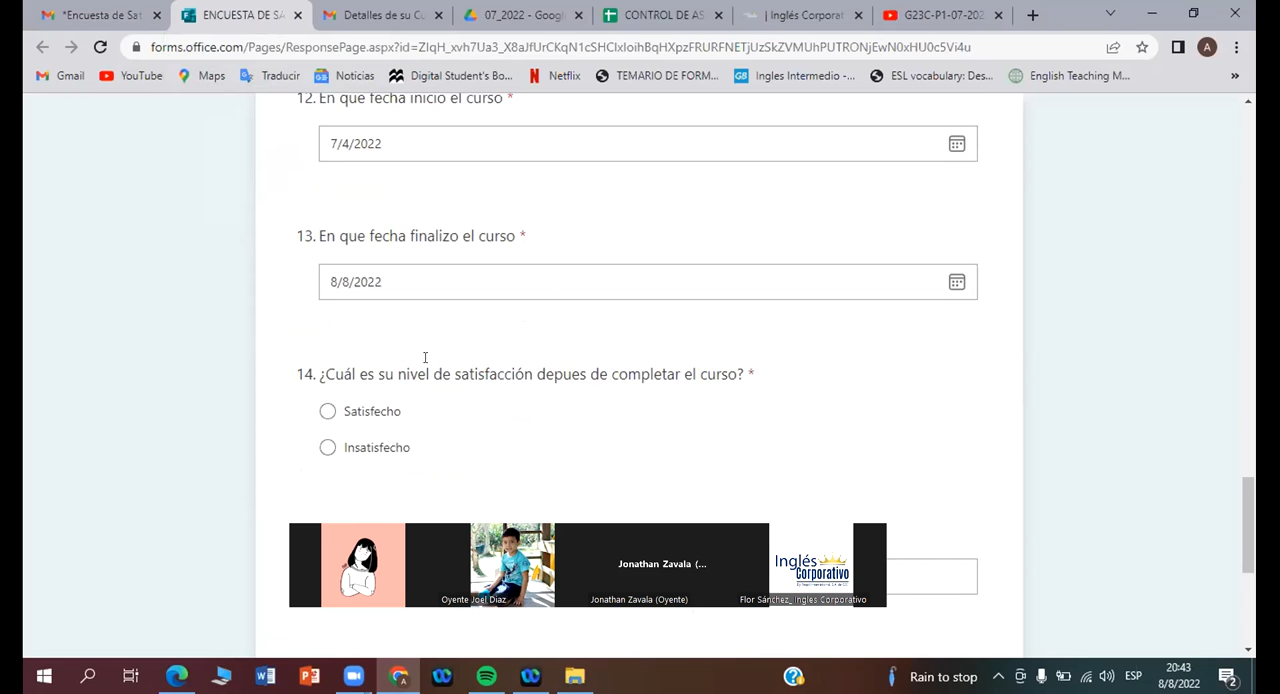 *Encuesta de Sat
ENCUESTA DE SA
Detalles de su Cu
07_2022 - Googl
CONTROL DE AS
| Inglés Corporat
G23C-P1-07-202
forms.office.com/Pages/ResponsePage.aspx?id=ZIqH_xvh7Ua3_X8aJfUrCKqN1cSHClxIoihBqHXpzFRURFNETjUzSkZVMUhPUTRONjEwN0xHU0c5Vi4u
A
Gmail
YouTube
Maps
Traducir
Noticias
Digital Student's Bo...
Netflix
TEMARIO DE FORM...
Ingles Intermedio -...
ESL vocabulary: Des...
English Teaching M...
12. En que fecha inicio el curso *
7/4/2022
13. En que fecha finalizo el curso *
8/8/2022
14. ¿Cuál es su nivel de satisfacción depues de completar el curso? *
Satisfecho
Insatisfecho
Oyente Joel Diaz
Jonathan Zavala (...
Jonathan Zavala (Oyente)
Inglés
Corporativo
Flor Sánchez_Inglés Corporativo
Rain to stop
ESP
20:43
8/8/2022
2